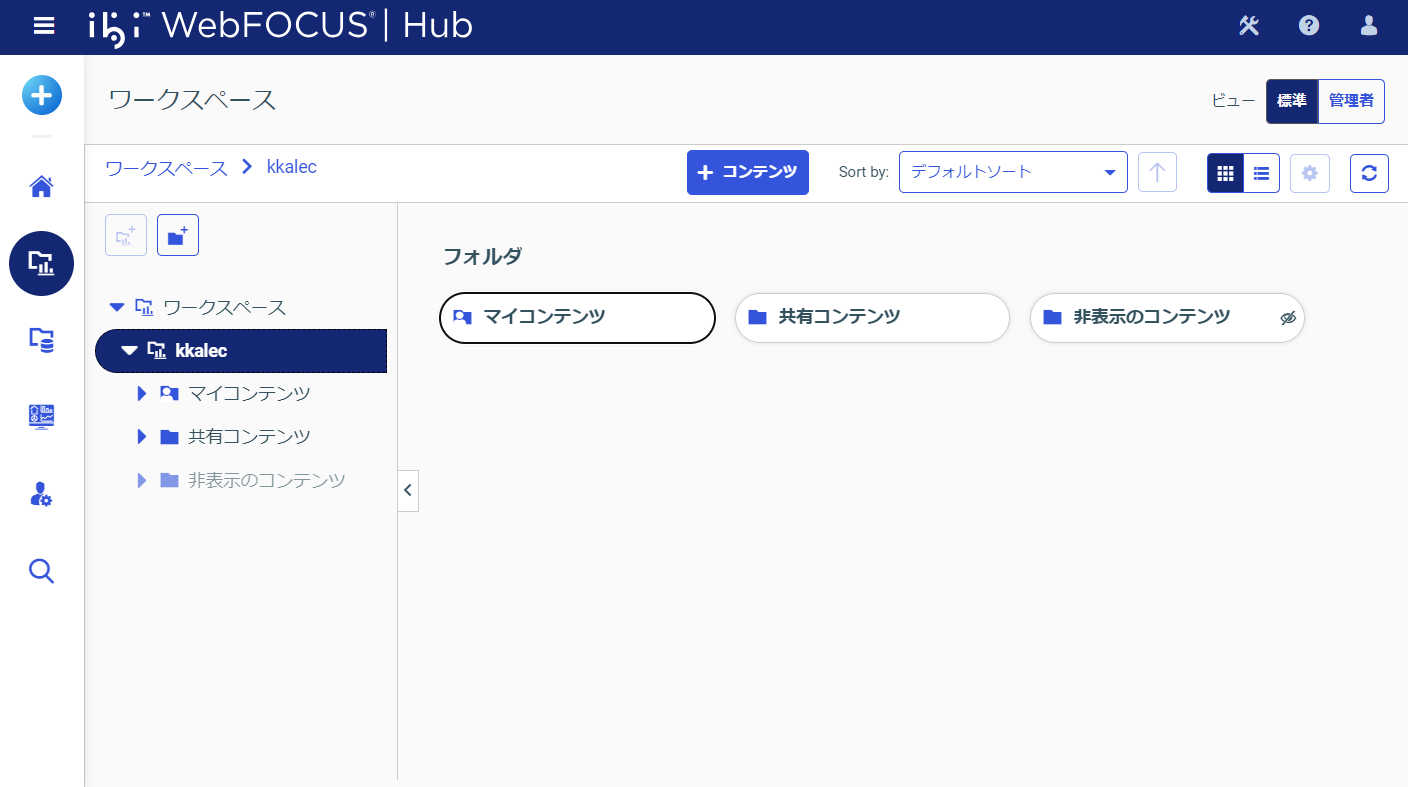 ibi™ WebFOCUS® | Hub
ワークスペース
ビュー 標準 管理者
ワークスペース kkalec
コンテンツ
Sort by: デフォルトソート
ワークスペース
kkalec
マイコンテンツ
共有コンテンツ
非表示のコンテンツ
フォルダ
マイコンテンツ 共有コンテンツ 非表示のコンテンツ